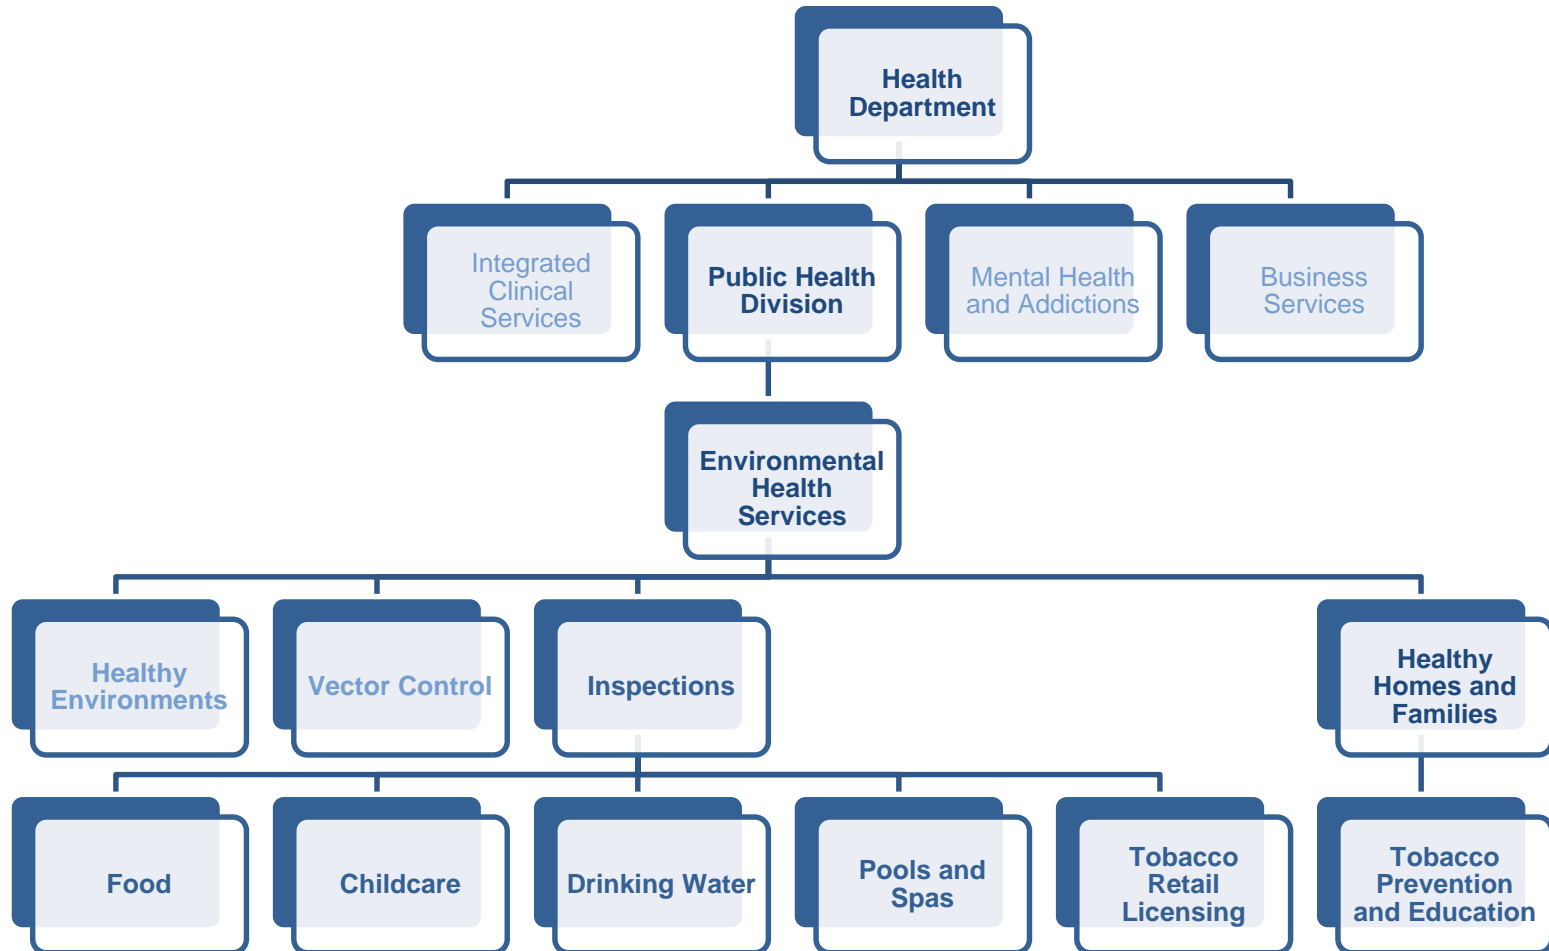 Health
Department
Integrated
Clinical
Services
Public Health
Division
Mental Health
and Addictions
Business
Services
Environmental
Health
Services
Healthy
Environments
Vector Control
Inspections
Healthy
Homes and
Families
Food
Childcare
Drinking Water
Pools and
Spas
Tobacco
Retail
Licensing
Tobacco
Prevention
and Education